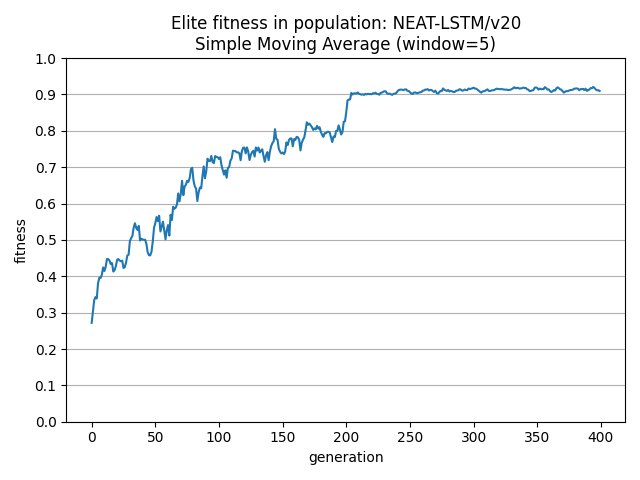 Elite fitness in population: NEAT-LSTM/v20
Simple Moving Average (window=5)
1.0
0.9
0.8
0.7
0.6
0.5
0.4
0.3
0.2
0.1
0.0
fitness
0 50 100 150 200 250 300 350 400
generation